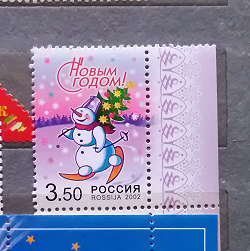 С Новым
годом!
3.50 РОССИЯ
ROSSIJA 2002